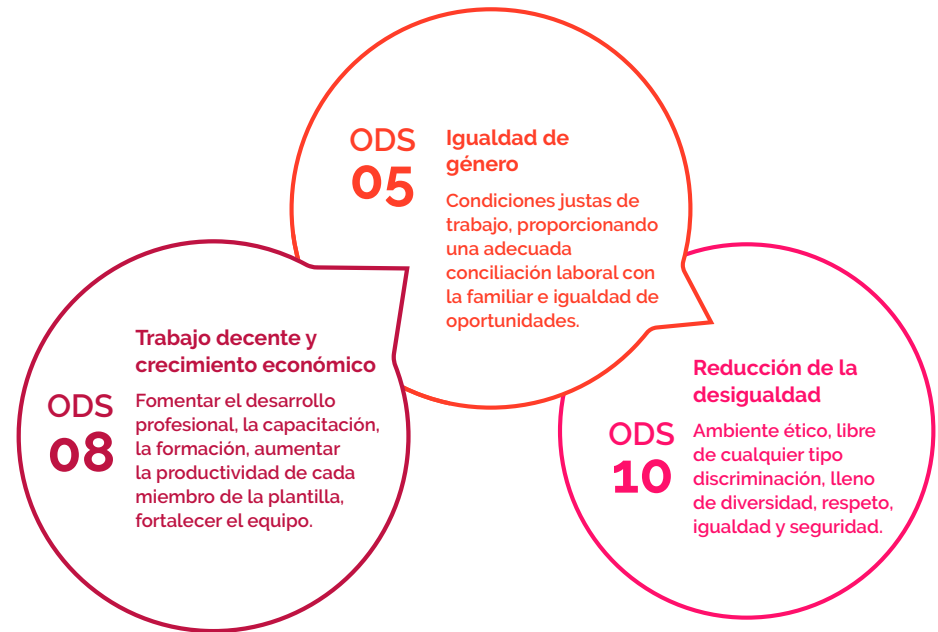 ODS
05
Igualdad de
género
Condiciones justas de
trabajo, proporcionando
una adecuada
conciliación laboral con
la familiar e igualdad de
oportunidades.
ODS
08
Trabajo decente y
crecimiento económico
Fomentar el desarrollo
profesional, la capacitación,
la formación, aumentar
la productividad de cada
miembro de la plantilla,
fortalecer el equipo.
ODS
10
Reducción de la
desigualdad
Ambiente ético, libre
de cualquier tipo
discriminación, lleno
de diversidad, respeto,
igualdad y seguridad.